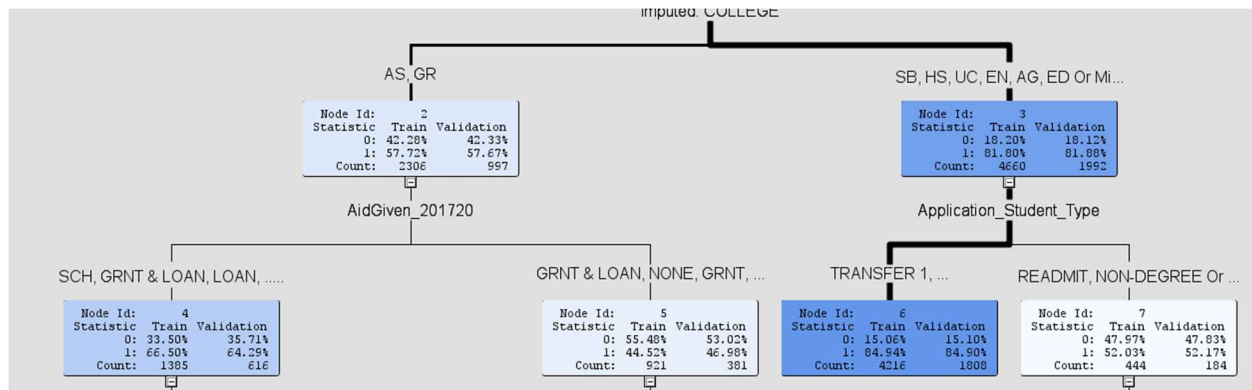 Imputed: COLLEGE
AS, GR
SB, HS, UC, EN, AG, ED Or Mi...
Node Id: 2
Statistic Train Validation
0: 42.28% 42.33%
1: 57.72% 57.67%
Count: 2306 997
Node Id: 3
Statistic Train Validation
0: 18.20% 18.12%
1: 81.80% 81.88%
Count: 4660 1992
AidGiven_201720
Application_Student_Type
SCH, GRNT & LOAN, LOAN, .....
GRNT & LOAN, NONE, GRNT, ...
TRANSFER 1, ...
READMIT, NON-DEGREE Or ...
Node Id: 4
Statistic Train Validation
0: 33.50% 35.71%
1: 66.50% 64.29%
Count: 1385 616
Node Id: 5
Statistic Train Validation
0: 55.48% 53.02%
1: 44.52% 46.98%
Count: 921 381
Node Id: 6
Statistic Train Validation
0: 15.06% 15.10%
1: 84.94% 84.90%
Count: 4216 1808
Node Id: 7
Statistic Train Validation
0: 47.97% 47.83%
1: 52.03% 52.17%
Count: 444 184